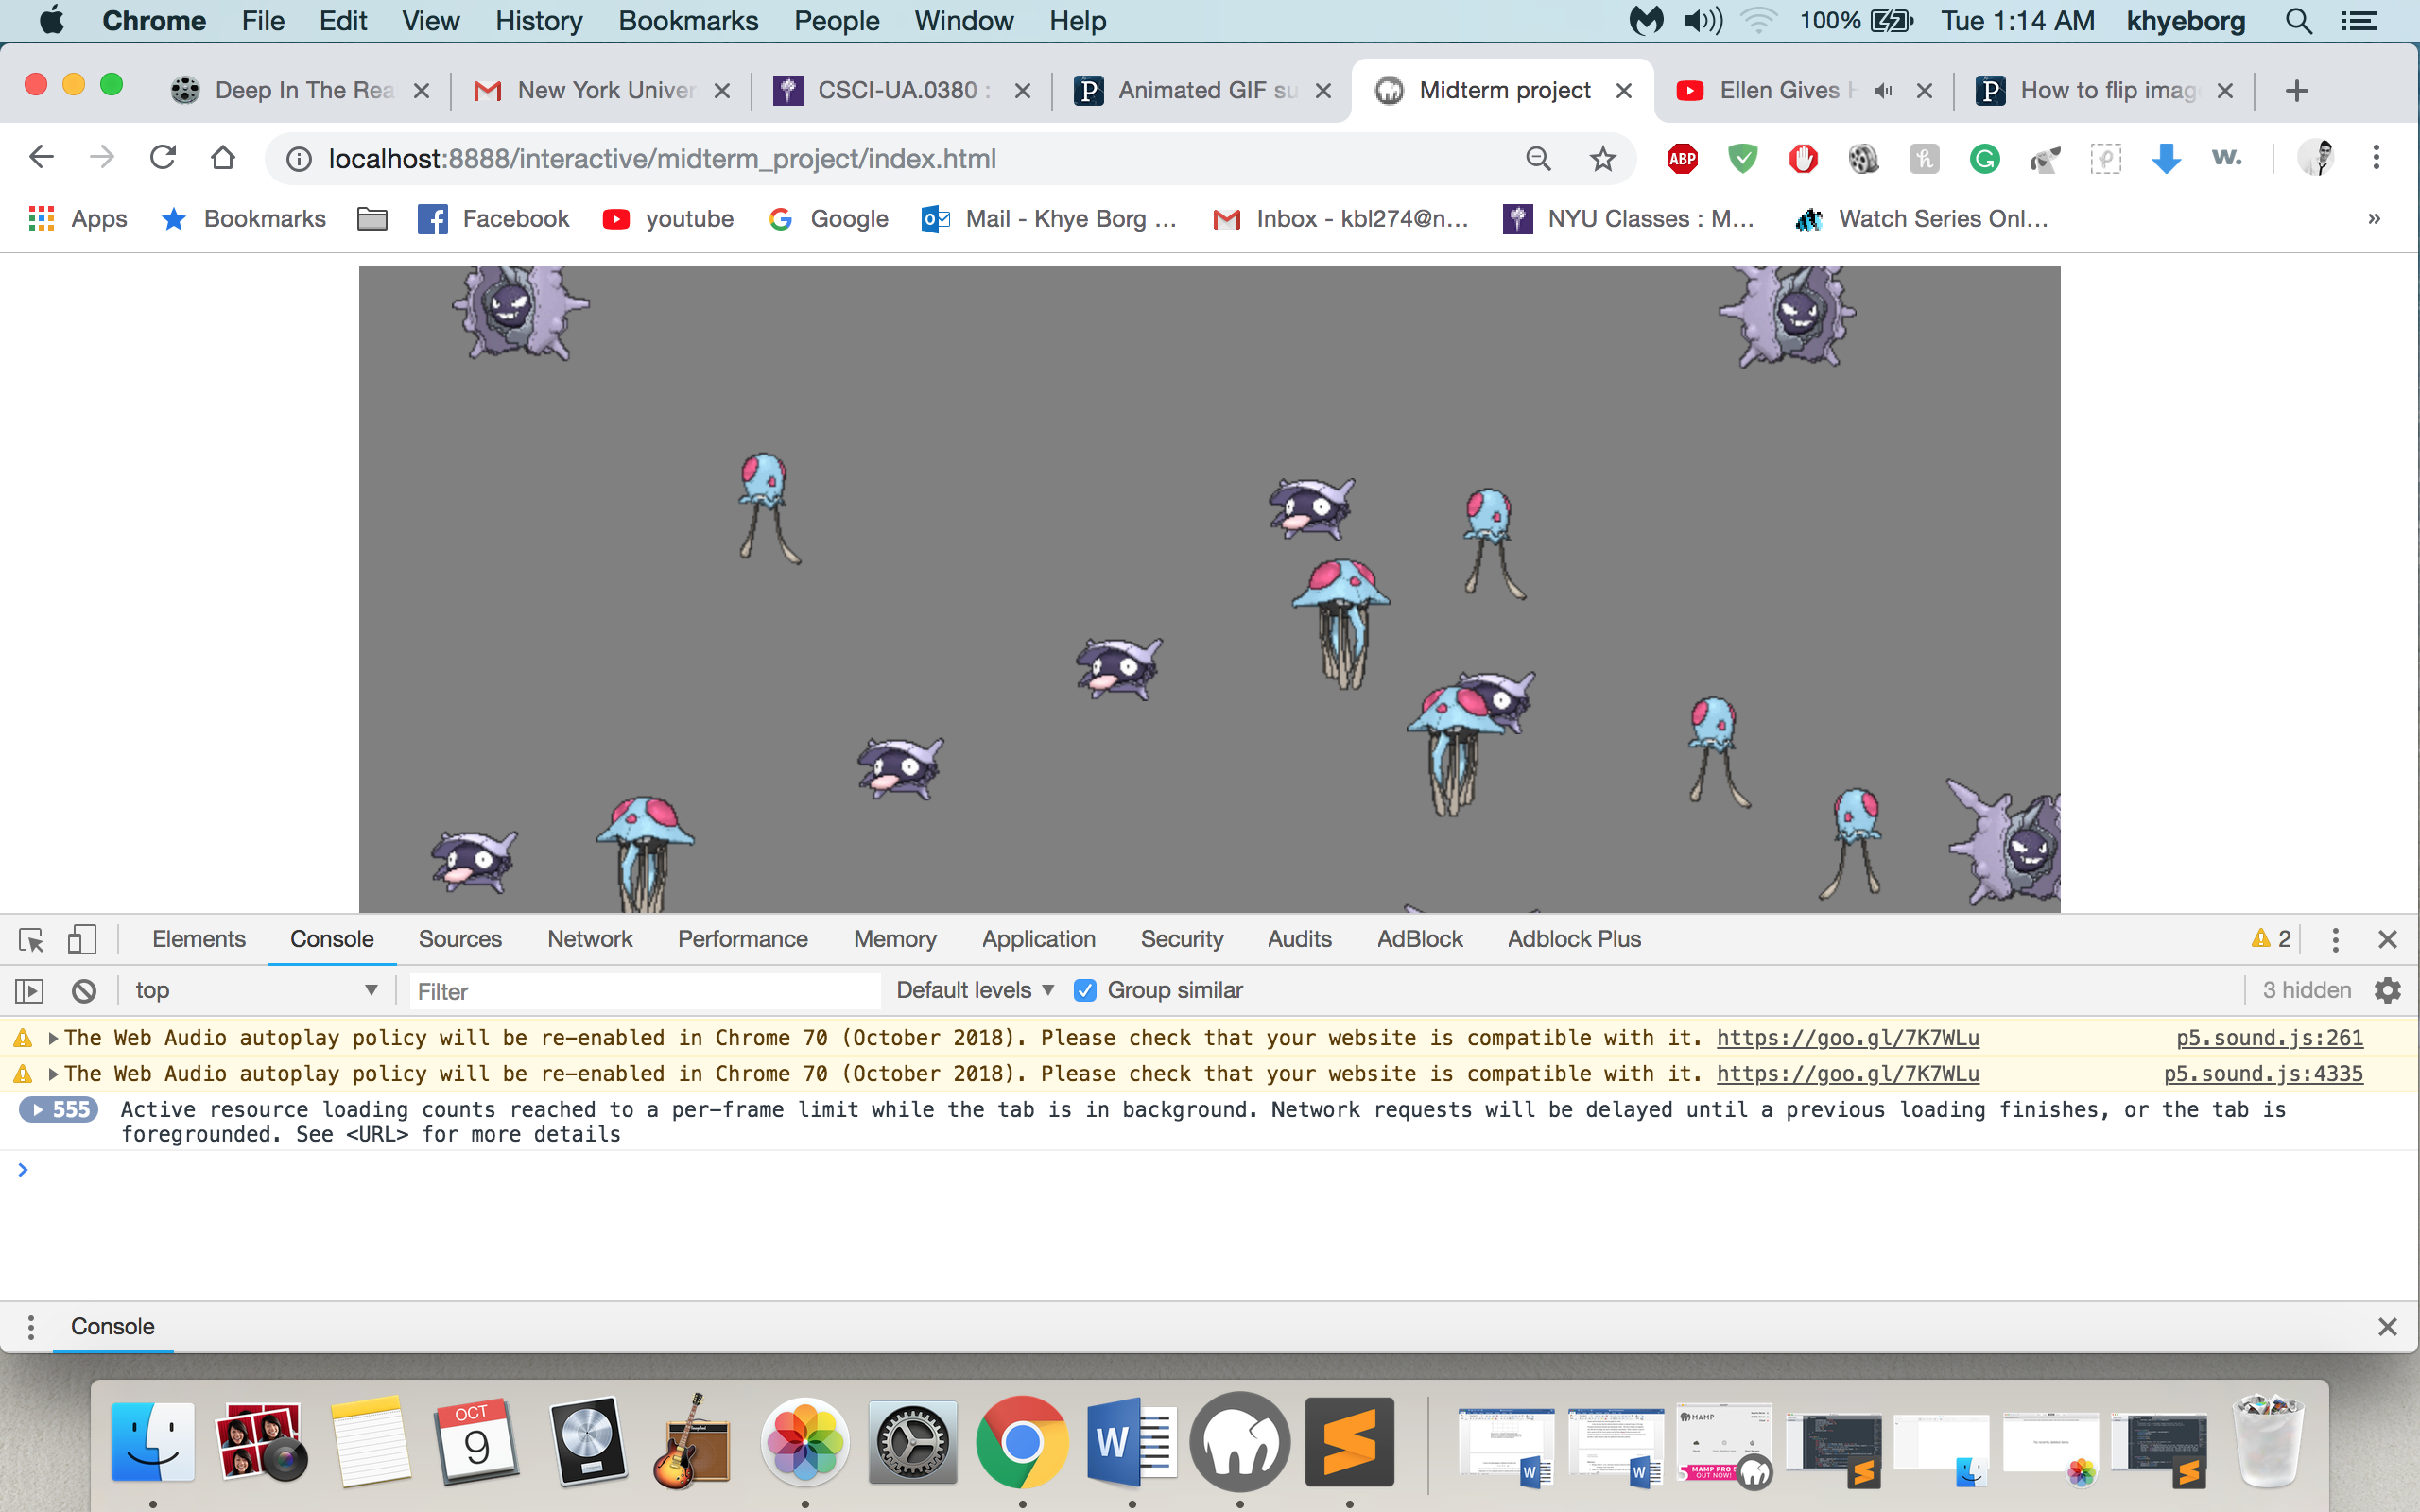 Chrome File Edit View History Bookmarks People Window Help 100% Tue 1:14 AM khyeborg
Deep In The Rea New York Univer CSCI-UA.0380 : Animated GIF su Midterm project Ellen Gives H How to flip imag
localhost:8888/interactive/midterm_project/index.html ABP
Apps Bookmarks Facebook youtube Google Mail - Khye Borg ... Inbox - kbl274@n... NYU Classes : M... Watch Series Onl... »
Elements Console Sources Network Performance Memory Application Security Audits AdBlock Adblock Plus 2
top Filter Default levels Group similar 3 hidden
The Web Audio autoplay policy will be re-enabled in Chrome 70 (October 2018). Please check that your website is compatible with it. https://goo.gl/7K7WLu p5.sound.js:261
The Web Audio autoplay policy will be re-enabled in Chrome 70 (October 2018). Please check that your website is compatible with it. https://goo.gl/7K7WLu p5.sound.js:4335
555 Active resource loading counts reached to a per-frame limit while the tab is in background. Network requests will be delayed until a previous loading finishes, or the tab is
foregrounded. See <URL> for more details
Console
OCT
9
W
MAMP
OUT NOW!